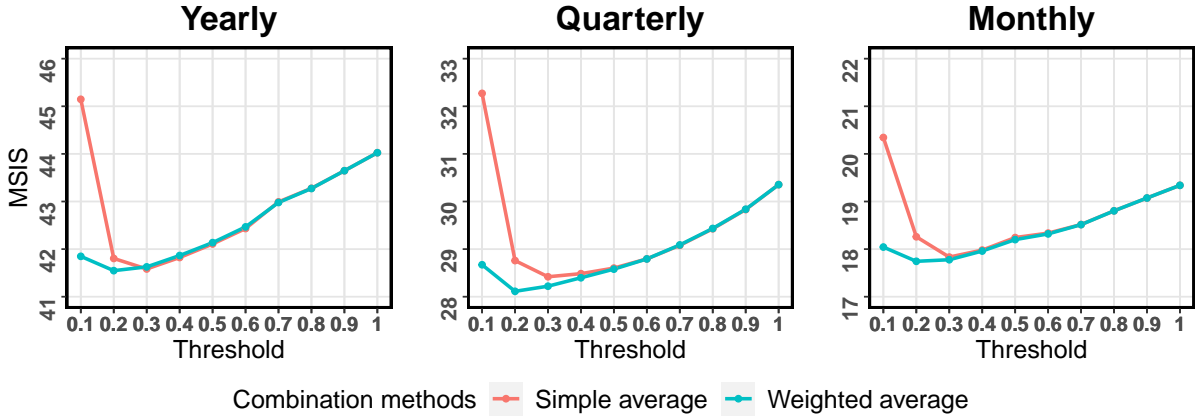 Yearly
Quarterly
Monthly
MSIS
46
45
44
43
42
41
0.1 0.2 0.3 0.4 0.5 0.6 0.7 0.8 0.9 1
Threshold
33
32
31
30
29
28
0.1 0.2 0.3 0.4 0.5 0.6 0.7 0.8 0.9 1
Threshold
22
21
20
19
18
17
0.1 0.2 0.3 0.4 0.5 0.6 0.7 0.8 0.9 1
Threshold
Combination methods Simple average Weighted average